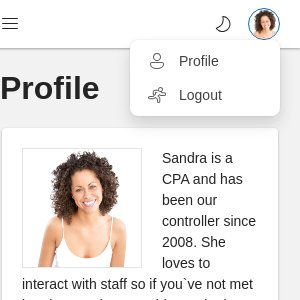 Profile
Logout
Profile
Sandra is a
CPA and has
been our
controller since
2008. She
loves to
interact with staff so if you`ve not met